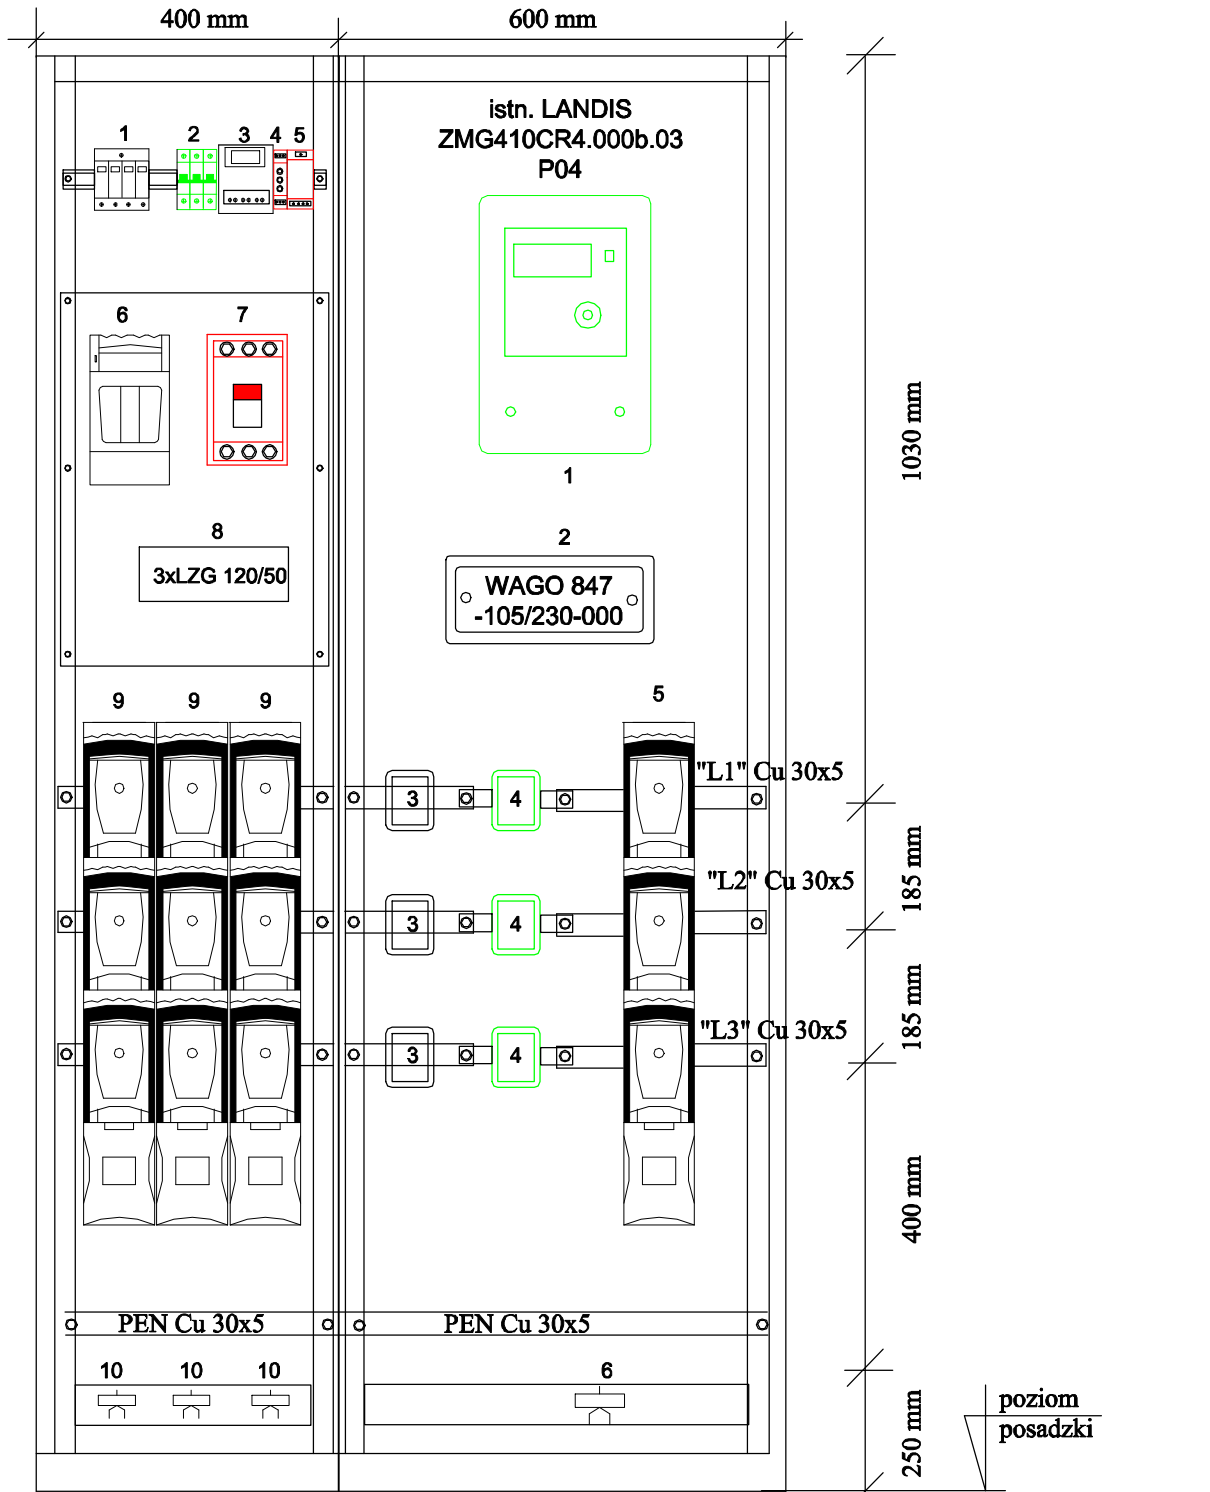 400 mm
600 mm
istn. LANDIS
ZMG410CR4.000b.03
P04
1
2
3
4
5
6
7
1
8
3xLZG 120/50
2
WAGO 847
-105/230-000
1030 mm
9
9
9
5
"L1" Cu 30x5
3
4
185 mm
"L2" Cu 30x5
3
4
185 mm
"L3" Cu 30x5
3
4
400 mm
PEN Cu 30x5
PEN Cu 30x5
10
10
10
6
250 mm
poziom
posadzki